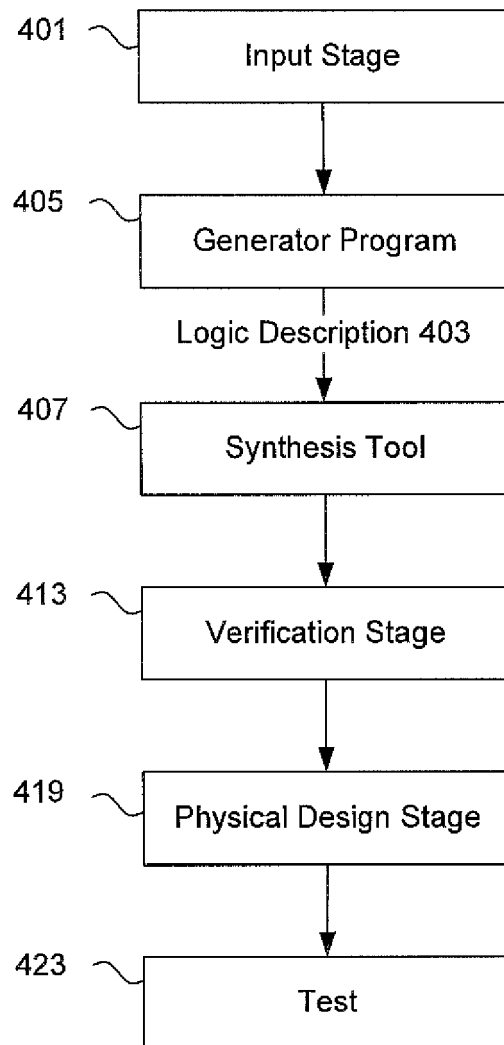 401
Input Stage
405
Generator Program
Logic Description 403
407
Synthesis Tool
413
Verification Stage
419
Physical Design Stage
423
Test